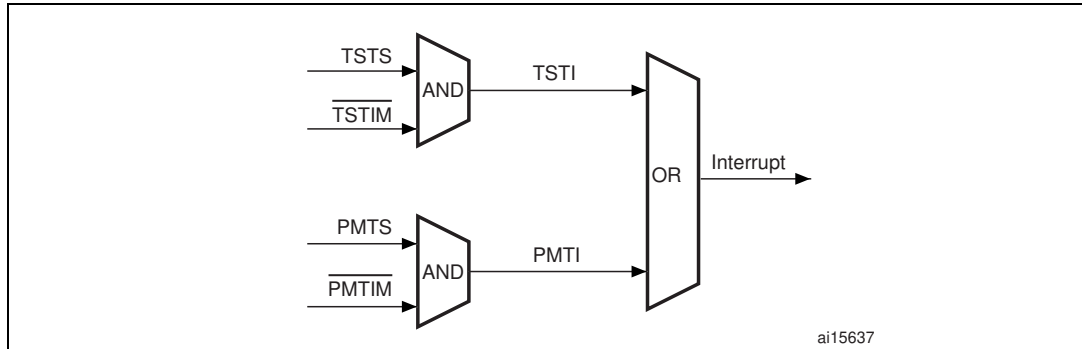 TSTS
TSTI
AND
TSTIM
Interrupt
OR
PMTS
PMTI
AND
PMTIM
ai15637